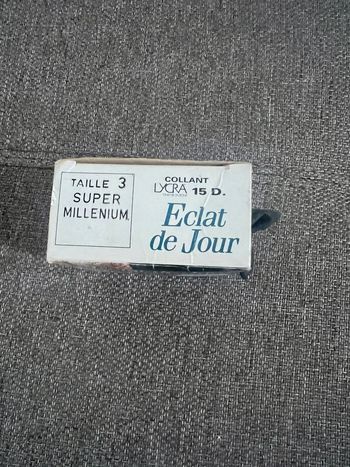 TAILLE 3
SUPER
MILLENIUM
COLLANT
LYCRA 15 D.
Eclat
de Jour